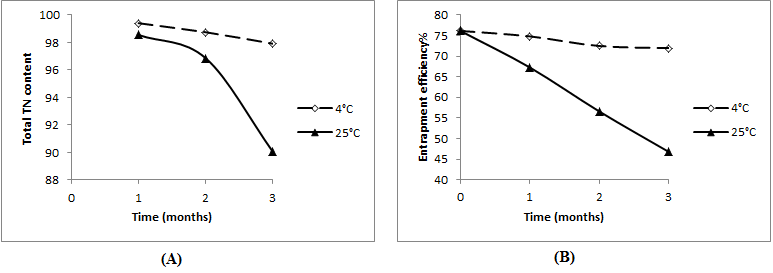 100
98
96
94
92
90
88
Total TN content
0 1 2 3
Time (months)
4°C
25°C
(A)
80
75
70
65
60
55
50
45
40
Entrapment efficiency%
0 1 2 3
Time (months)
4°C
25°C
(B)